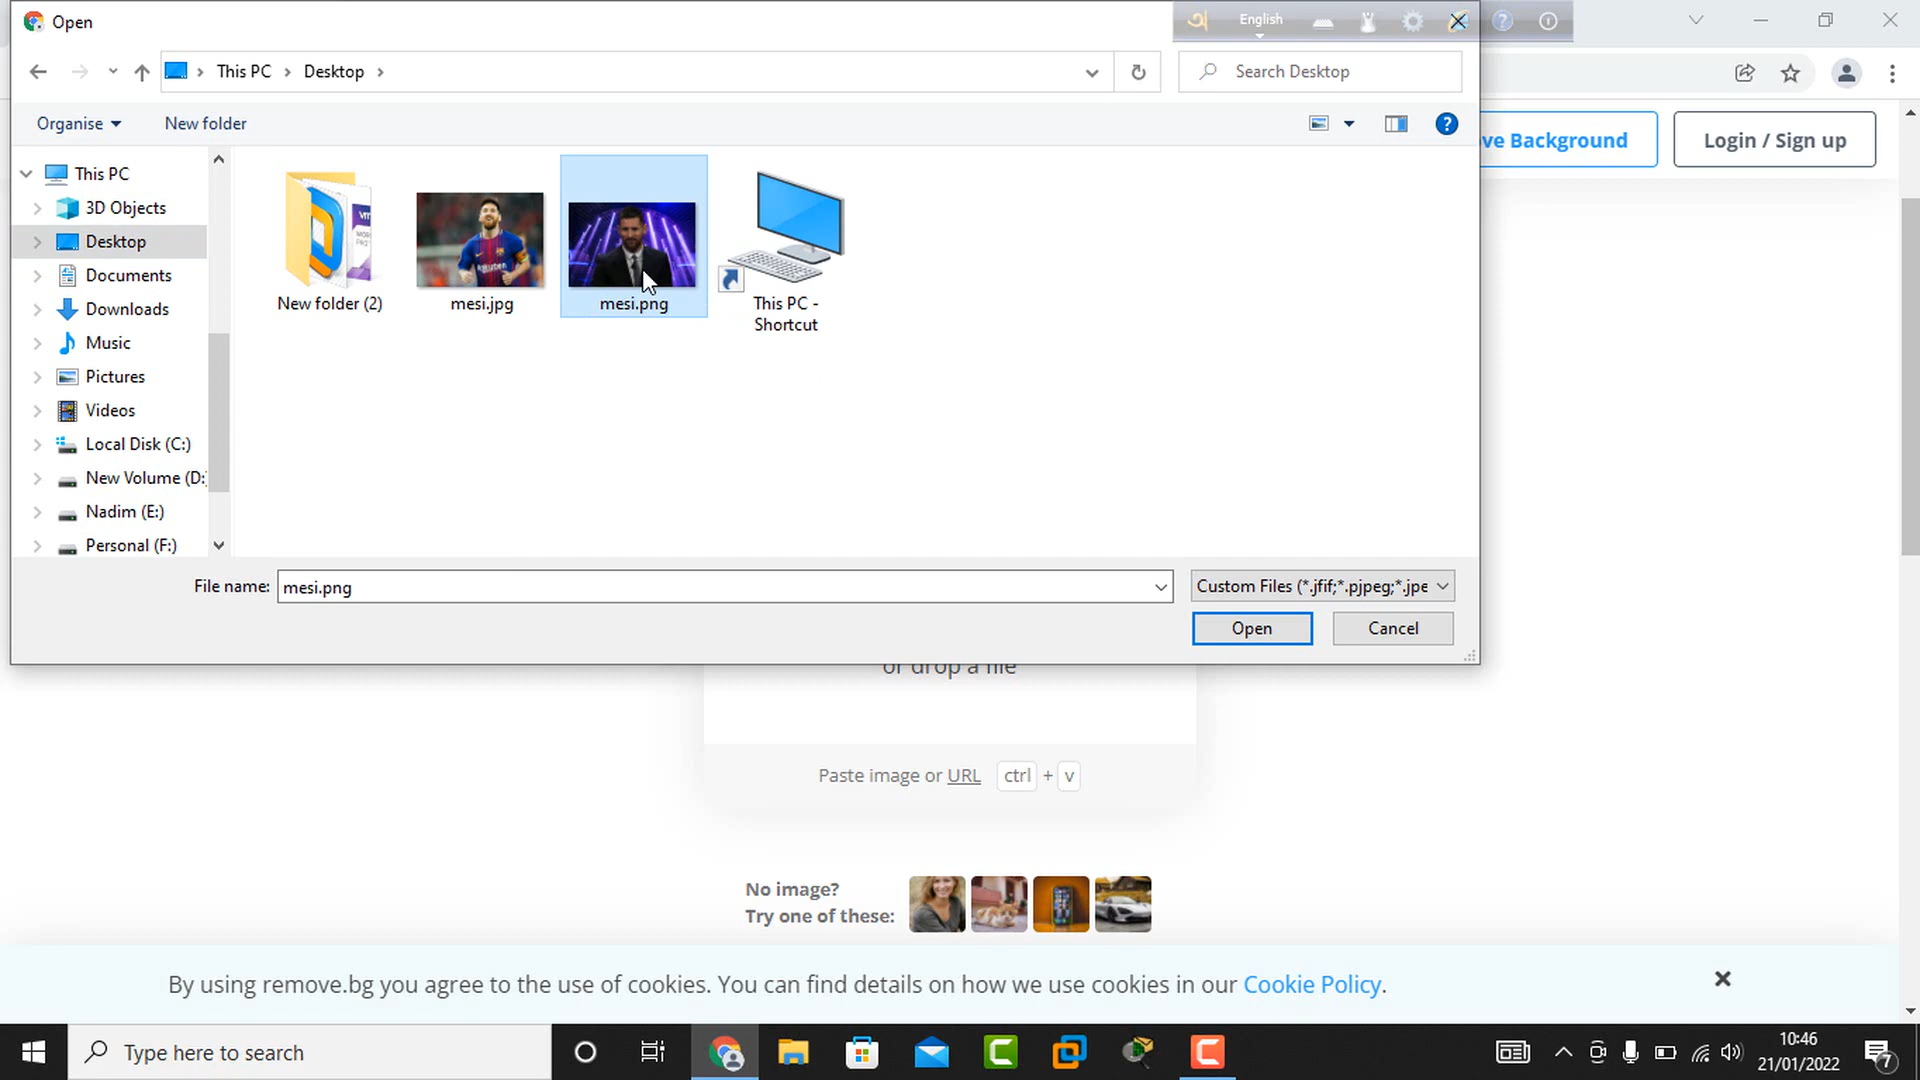 Open
English
This PC
Desktop
Search Desktop
Organise
New folder
ve Background
Login / Sign up
This PC
3D Objects
Desktop
Documents
Downloads
Music
Pictures
Videos
Local Disk (C:)
New Volume (D:
Nadim (E:)
Personal (F:)
New folder (2)
mesi.jpg
mesi.png
This PC -
Shortcut
File name:
mesi.png
Custom Files (*.jfif;*.pjpeg;*.jpe
Open
Cancel
or drop a file
Paste image or URL
ctrl + v
No image?
Try one of these:
By using remove.bg you agree to the use of cookies. You can find details on how we use cookies in our Cookie Policy.
Type here to search
10:46
21/01/2022
7